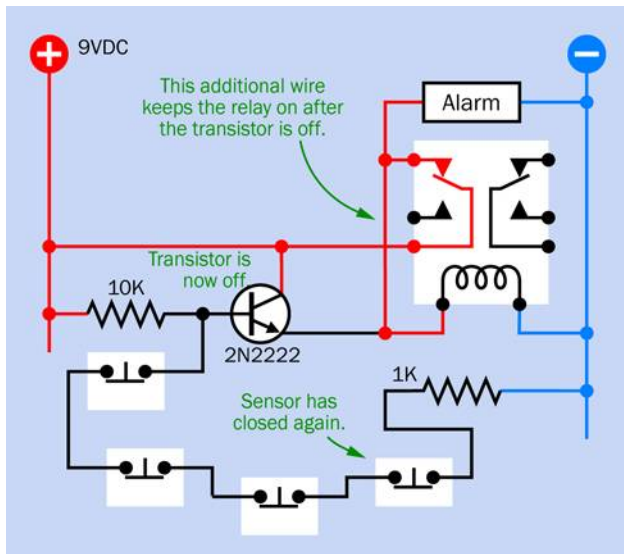 +
9VDC
−
This additional wire
keeps the relay on after
the transistor is off.
Alarm
Transistor is
now off
10K
2N2222
1K
Sensor has
closed again.